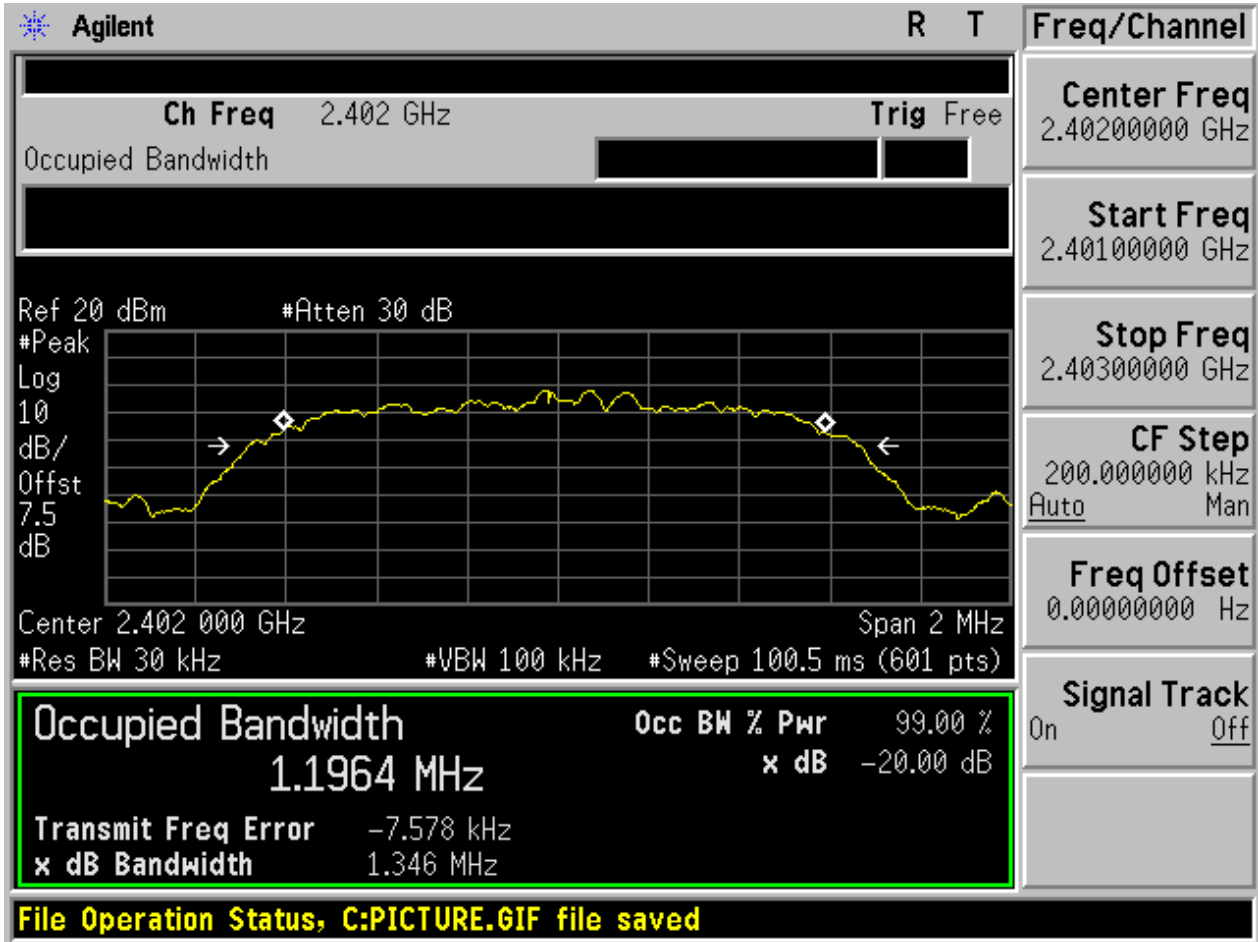 Agilent R T
Ch Freq 2.402 GHz Trig Free
Occupied Bandwidth
Ref 20 dBm #Atten 30 dB
#Peak
Log
10
dB/
Offst
7.5
dB
Center 2.402 000 GHz Span 2 MHz
#Res BW 30 kHz #VBW 100 kHz #Sweep 100.5 ms (601 pts)
Occupied Bandwidth Occ BW % Pwr 99.00 %
1.1964 MHz x dB -20.00 dB
Transmit Freq Error -7.578 kHz
x dB Bandwidth 1.346 MHz
File Operation Status, C:PICTURE.GIF file saved
Freq/Channel
Center Freq
2.40200000 GHz
Start Freq
2.40100000 GHz
Stop Freq
2.40300000 GHz
CF Step
200.000000 kHz
Auto Man
Freq Offset
0.00000000 Hz
Signal Track
On Off